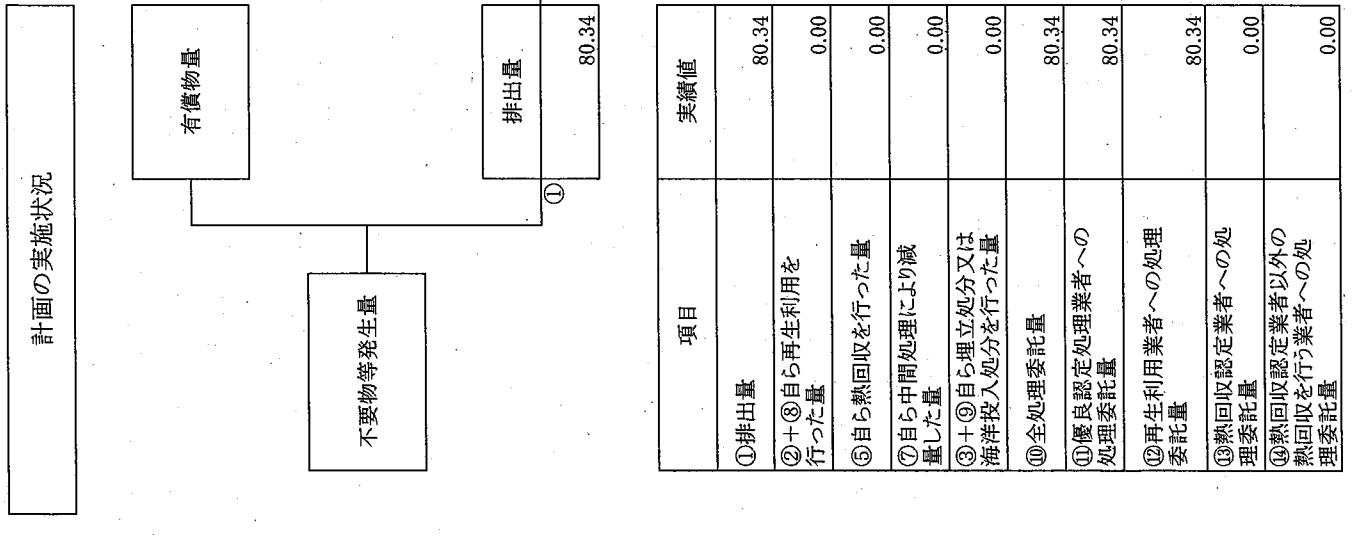 計画の実施状況
有償物量
不要物等発生量
排出量
①
80.34
項目
実績値
①排出量
80.34
②+⑧自ら再生利用を
行った量
0.00
⑤自ら熱回収を行った量
0.00
⑦自ら中間処理により減
量した量
0.00
③+⑨自ら埋立処分又は
海洋投入処分を行った量
0.00
⑩全処理委託量
80.34
⑪優良認定処理業者への
処理委託量
80.34
⑫再生利用業者への処理
委託量
80.34
⑬熱回収認定業者への処
理委託量
0.00
⑭熱回収認定業者以外の
熱回収を行う業者への処
理委託量
0.00